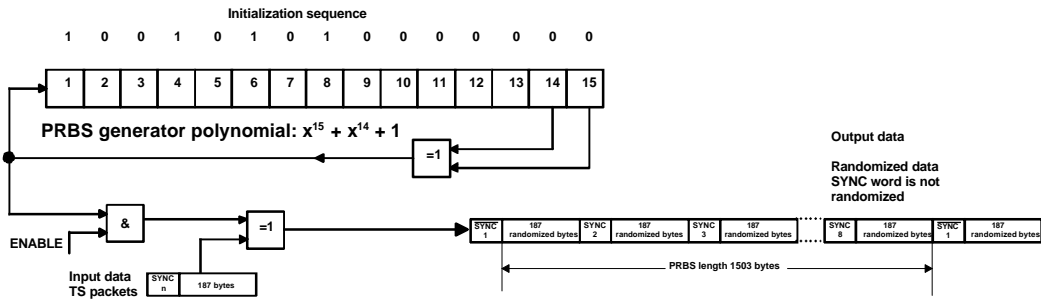 Initialization sequence
1 0 0 1 0 1 0 1 0 0 0 0 0 0 0
1 2 3 4 5 6 7 8 9 10 11 12 13 14 15
PRBS generator polynomial: x¹⁵ + x¹⁴ + 1
=1
Output data
Randomized data
SYNC word is not
randomized
&
=1
ENABLE
SYNC
1
187
randomized bytes
SYNC
2
187
randomized bytes
SYNC
3
187
randomized bytes
SYNC
8
187
randomized bytes
SYNC
1
187
randomized bytes
PRBS length 1503 bytes
Input data
TS packets
SYNC
n
187 bytes